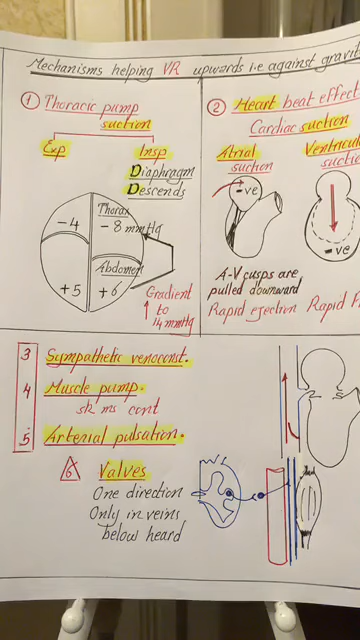 Mechanisms helping VR upwards i.e against gravit
① Thoracic pump
suction
Exp
Insp
Diaphragm
Descends
-4
Thorax
-8 mmHg
+5
Abdomen
+6
Gradient
↑ to
14 mmHg
② Heart beat effect
Cardiac suction
Atrial
suction
Ventricul
suctio
-ve
-ve
A-V cusps are
pulled downward
Rapid ejection
Rapid F
3 Sympathetic venoconst.
4 Muscle pump.
sk ms cont
5 Arterial pulsation.
6 Valves
One direction
Only in veins
below heard